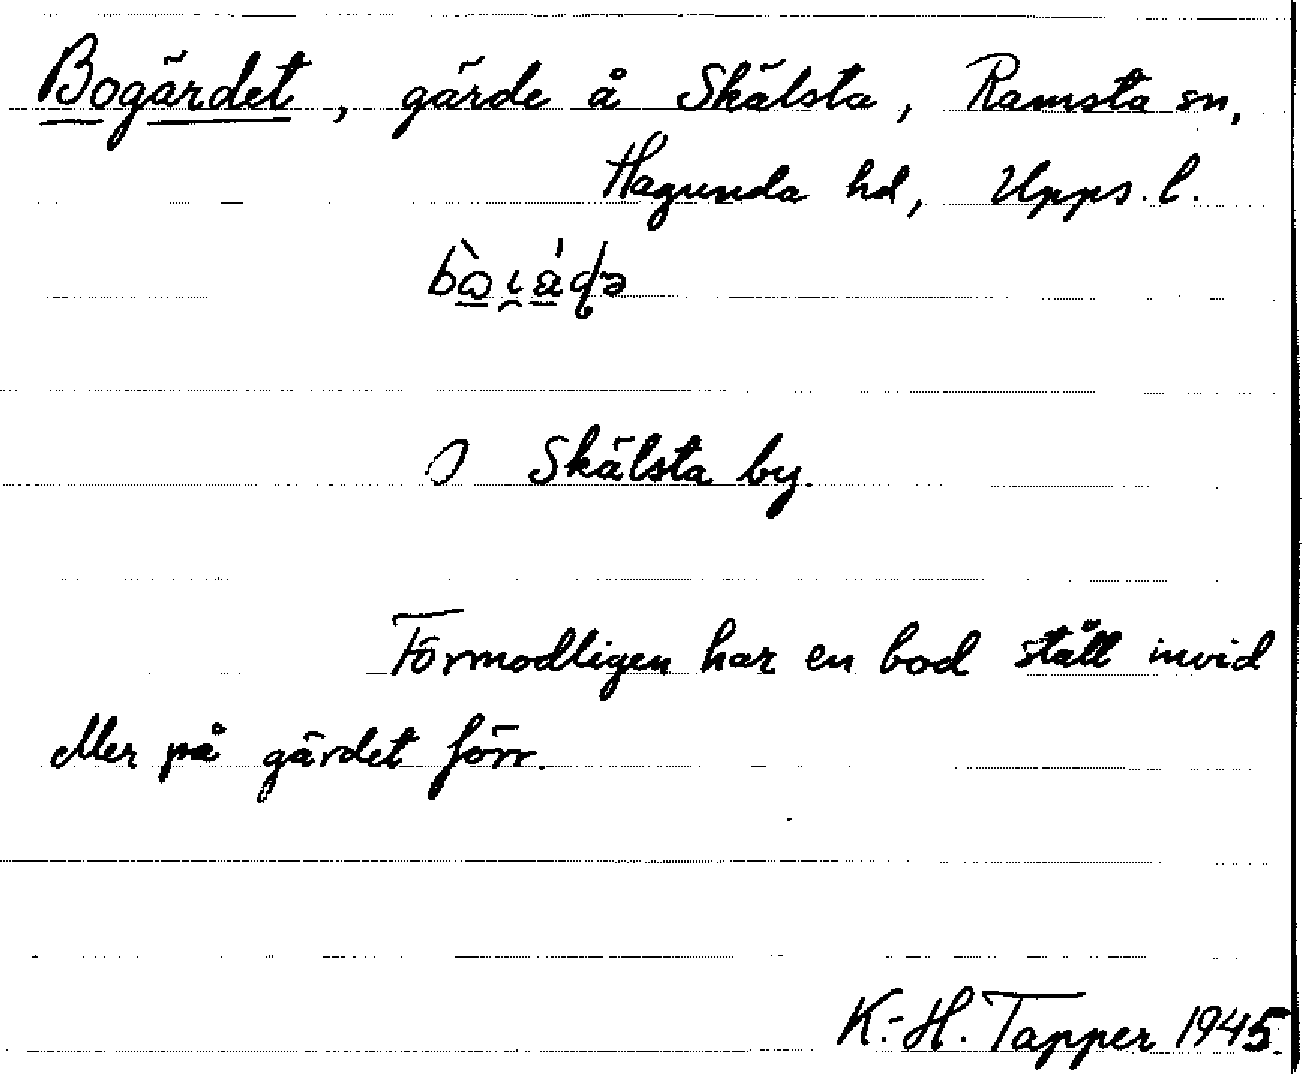 Bogärdet, gärde å Skälsta, Ramsta sn,
Hagunda hd, Upps. l.
Skälsta by.
Förmodligen har en bod stått invid
eller på gärdet förr.
K.-H. Tapper 1945.